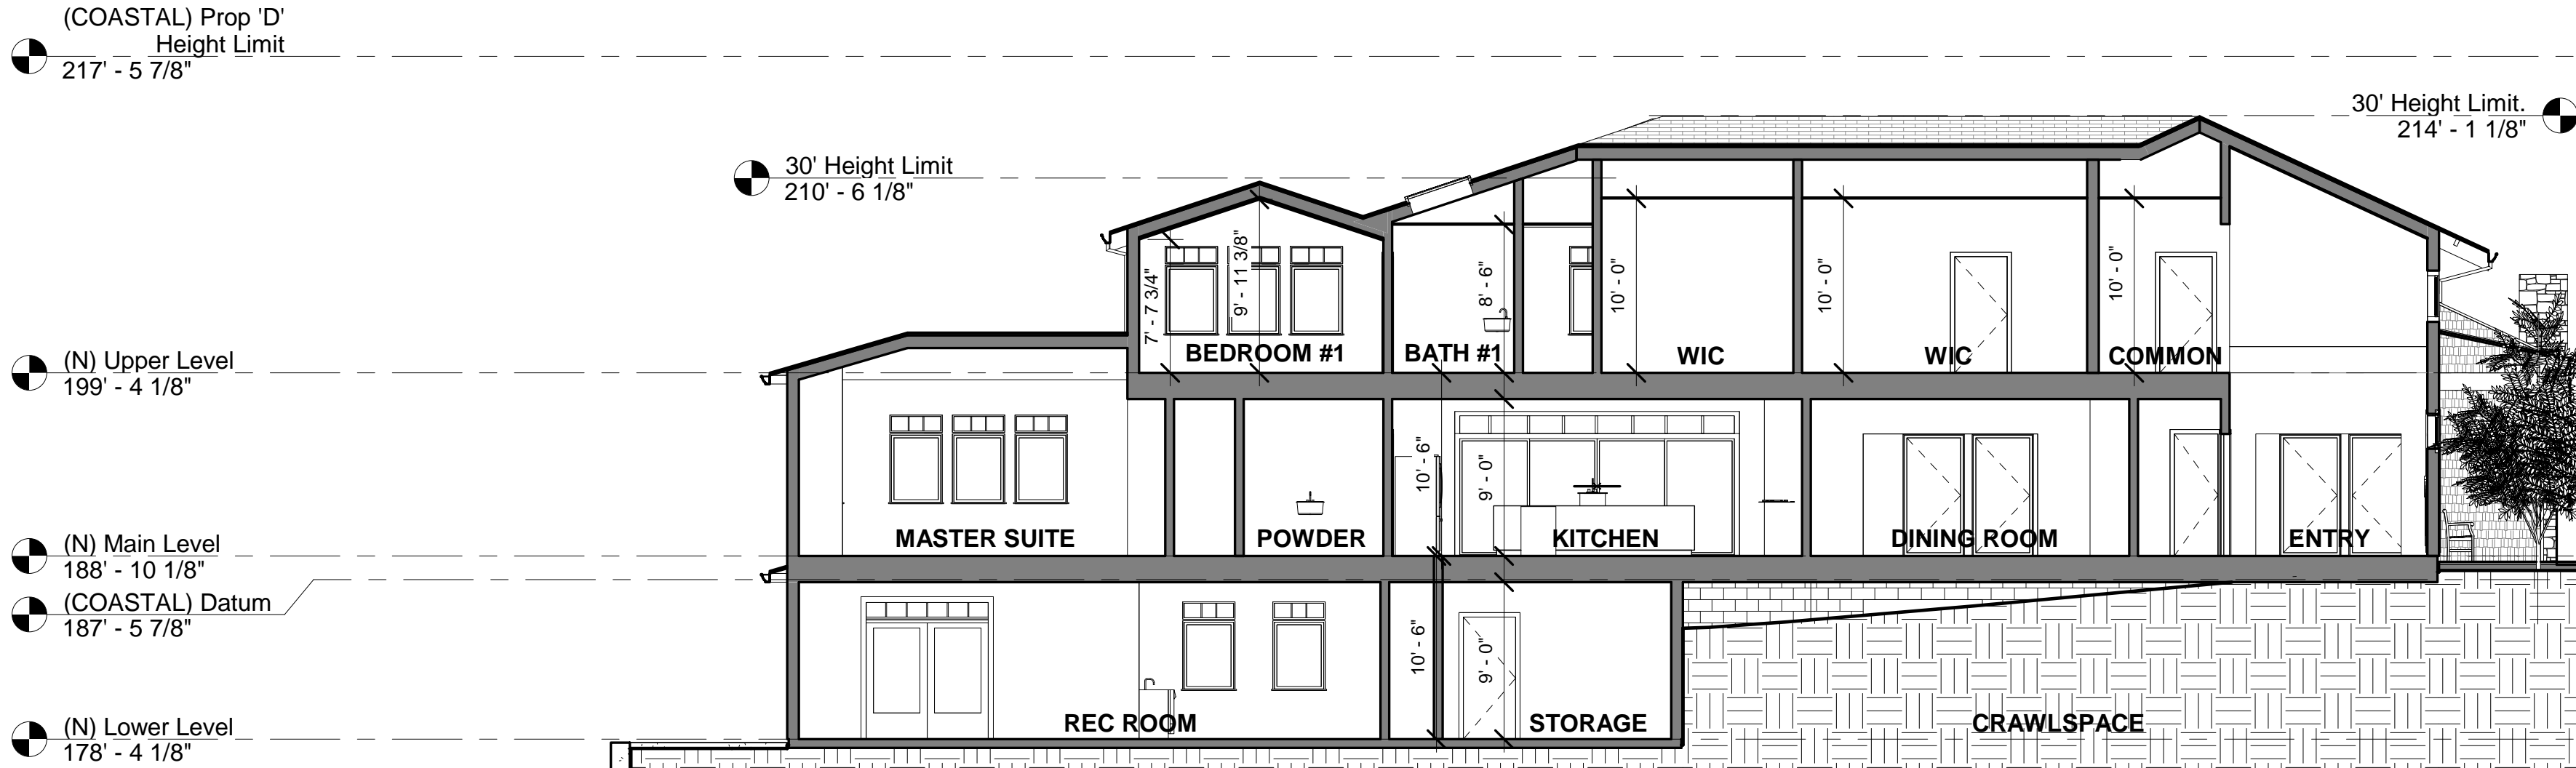 (COASTAL) Prop 'D'
Height Limit
217' - 5 7/8"
30' Height Limit.
214' - 1 1/8"
30' Height Limit
210' - 6 1/8"
7' - 7 3/4"
9' - 11 3/8"
8' - 6"
10' - 0"
10' - 0"
10' - 0"
BEDROOM #1
BATH #1
WIC
WIC
COMMON
(N) Upper Level
199' - 4 1/8"
10' - 6"
9' - 0"
MASTER SUITE
POWDER
KITCHEN
DINING ROOM
ENTRY
(N) Main Level
188' - 10 1/8"
(COASTAL) Datum
187' - 5 7/8"
10' - 6"
9' - 0"
REC ROOM
STORAGE
CRAWLSPACE
(N) Lower Level
178' - 4 1/8"